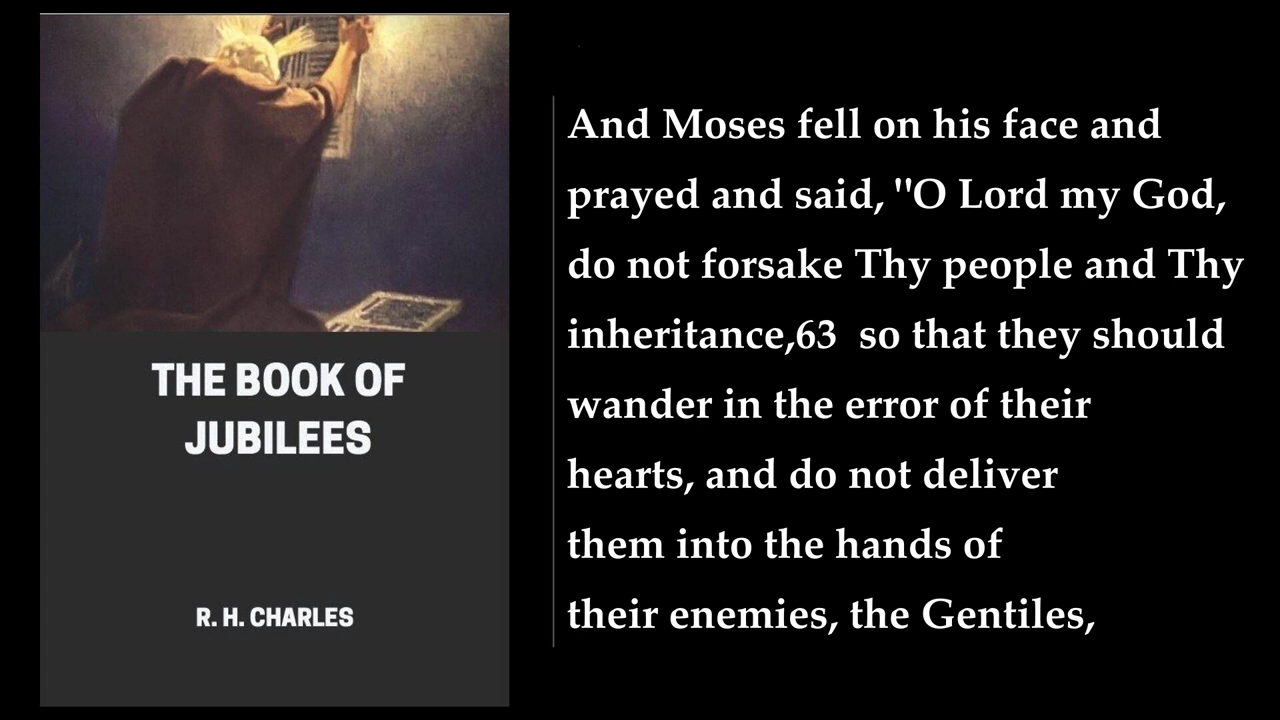 THE BOOK OF
JUBILEES
R. H. CHARLES
And Moses fell on his face and
prayed and said, "O Lord my God,
do not forsake Thy people and Thy
inheritance,63  so that they should
wander in the error of their
hearts, and do not deliver
them into the hands of
their enemies, the Gentiles,